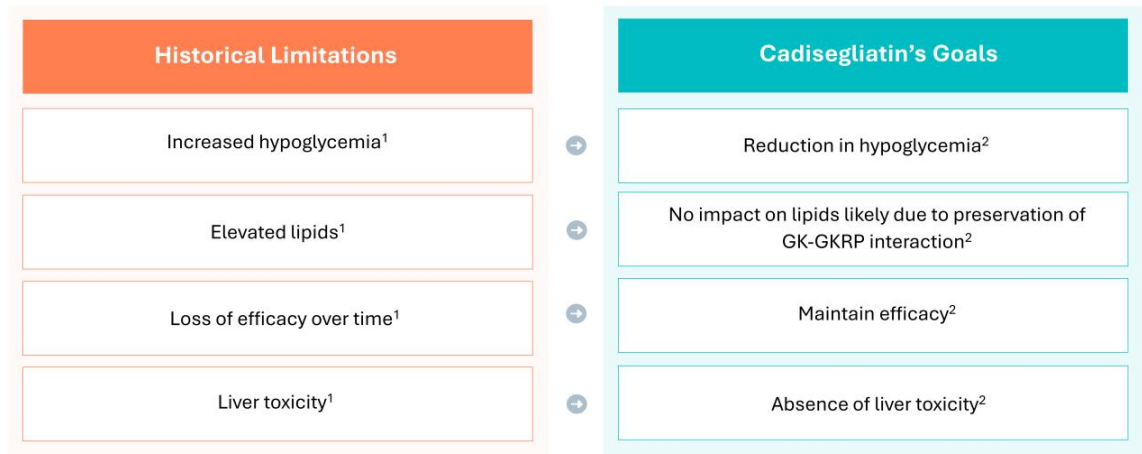 Historical Limitations
Cadisegliatin’s Goals
Increased hypoglycemia¹
Reduction in hypoglycemia²
Elevated lipids¹
No impact on lipids likely due to preservation of
GK-GKRP interaction²
Loss of efficacy over time¹
Maintain efficacy²
Liver toxicity¹
Absence of liver toxicity²